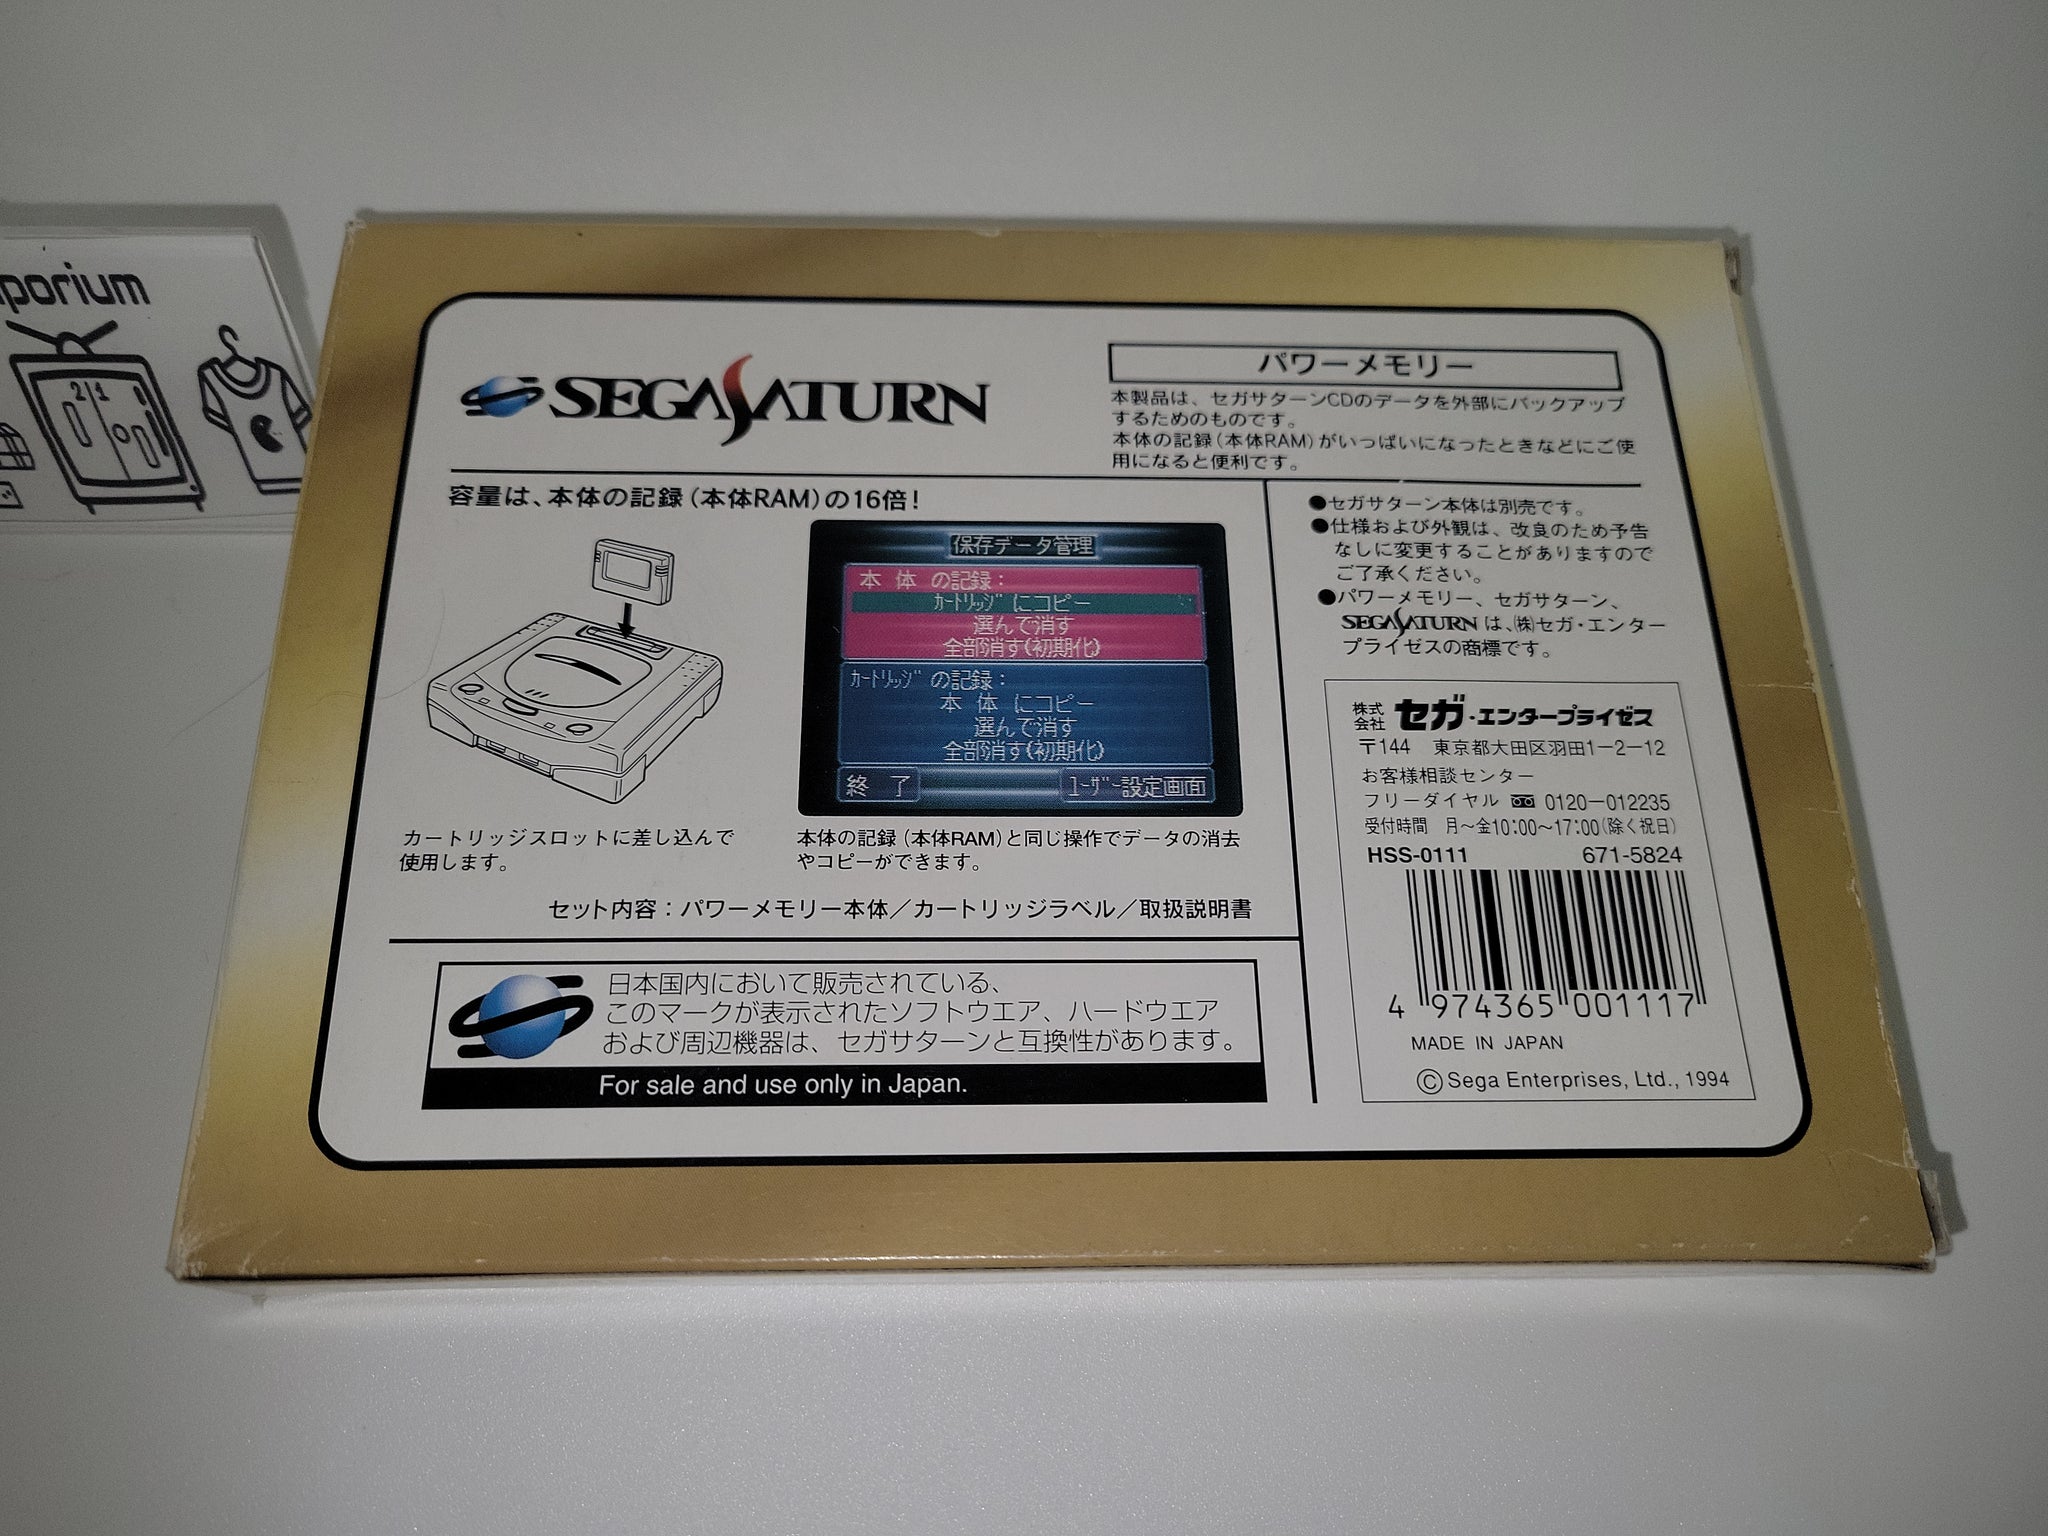 porium
2 1
SEGA SATURN
パワーメモリー
本製品は、セガサターンCDのデータを外部にバックアップ
するためのものです。
本体の記録(本体RAM)がいっぱいになったときなどにご使
用になると便利です。
容量は、本体の記録(本体RAM)の16倍!
保存データ管理
本 体 の記録:
カートリッジにコピー
選んで消す
全部消す(初期化)
カートリッジの記録:
本 体 にコピー
選んで消す
全部消す(初期化)
終 了
ユーザー設定画面
カートリッジスロットに差し込んで
使用します。
本体の記録(本体RAM)と同じ操作でデータの消去
やコピーができます。
セット内容:パワーメモリー本体/カートリッジラベル/取扱説明書
日本国内において販売されている、
このマークが表示されたソフトウエア、ハードウエア
および周辺機器は、セガサターンと互換性があります。
For sale and use only in Japan.
●セガサターン本体は別売です。
●仕様および外観は、改良のため予告
なしに変更することがありますので
ご了承ください。
●パワーメモリー、セガサターン、
SEGA SATURN は、(株)セガ・エンター
プライゼスの商標です。
株式会社 セガ・エンタープライゼス
〒144 東京都大田区羽田1-2-12
お客様相談センター
フリーダイヤル 0120-012235
受付時間 月~金10:00~17:00(除く祝日)
HSS-0111 671-5824
4 974365 001117
MADE IN JAPAN
©Sega Enterprises, Ltd., 1994